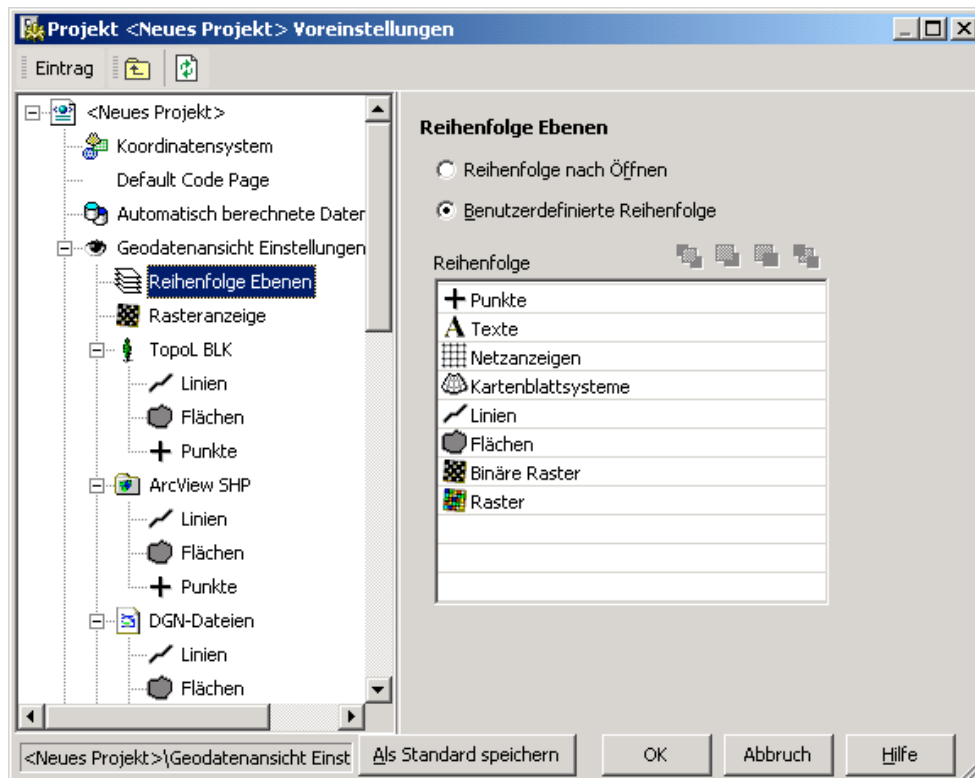 Projekt <Neues Projekt> Voreinstellungen
Eintrag
<Neues Projekt>
Koordinatensystem
Default Code Page
Automatisch berechnete Dater
Geodatenansicht Einstellungen
Reihenfolge Ebenen
Rasteranzeige
TopoL BLK
Linien
Flächen
Punkte
ArcView SHP
Linien
Flächen
Punkte
DGN-Dateien
Linien
Flächen
Reihenfolge Ebenen
Reihenfolge nach Öffnen
Benutzerdefinierte Reihenfolge
Reihenfolge
Punkte
Texte
Netzanzeigen
Kartenblattsysteme
Linien
Flächen
Binäre Raster
Raster
<Neues Projekt>\Geodatenansicht Einst
Als Standard speichern
OK
Abbruch
Hilfe